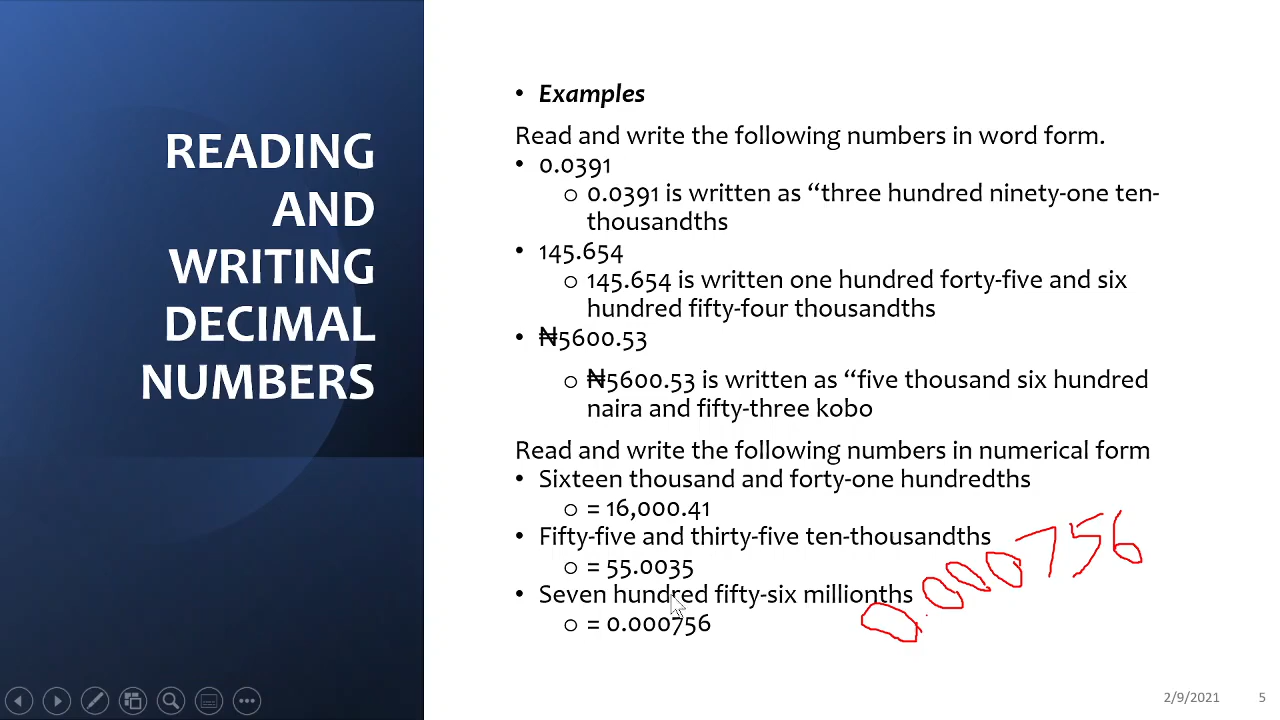 READING
AND
WRITING
DECIMAL
NUMBERS
• Examples
Read and write the following numbers in word form.
• 0.0391
o 0.0391 is written as “three hundred ninety-one ten-
thousandths
• 145.654
o 145.654 is written one hundred forty-five and six
hundred fifty-four thousandths
• ₦5600.53
o ₦5600.53 is written as “five thousand six hundred
naira and fifty-three kobo
Read and write the following numbers in numerical form
• Sixteen thousand and forty-one hundredths
o = 16,000.41
• Fifty-five and thirty-five ten-thousandths
o = 55.0035
• Seven hundred fifty-six millionths
o = 0.000756
0.000756
2/9/2021 5